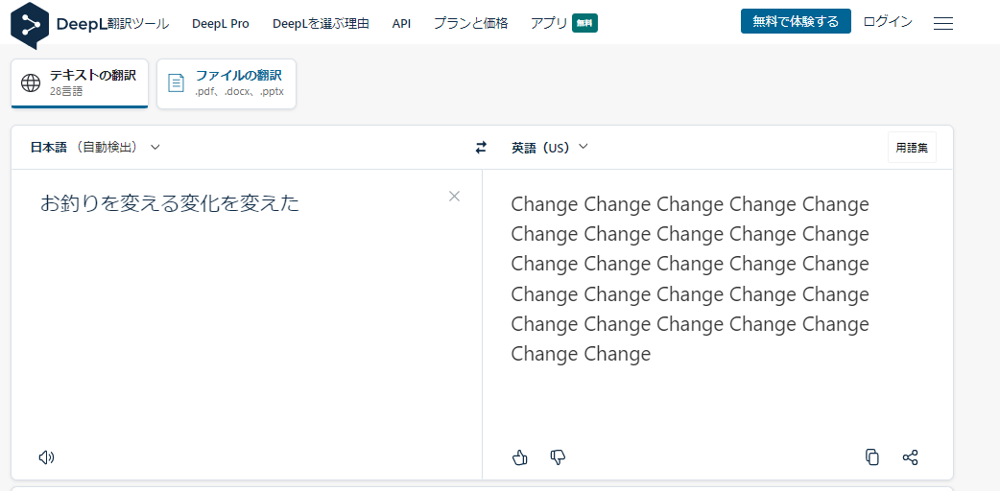 DeepL翻訳ツール DeepL Pro DeepLを選ぶ理由 API プランと価格 アプリ 無料 無料で体験する ログイン
テキストの翻訳
28言語
ファイルの翻訳
.pdf、.docx、.pptx
日本語 （自動検出） 英語（US） 用語集
お釣りを変える変化を変えた
Change Change Change Change Change
Change Change Change Change Change
Change Change Change Change Change
Change Change Change Change Change
Change Change Change Change Change
Change Change